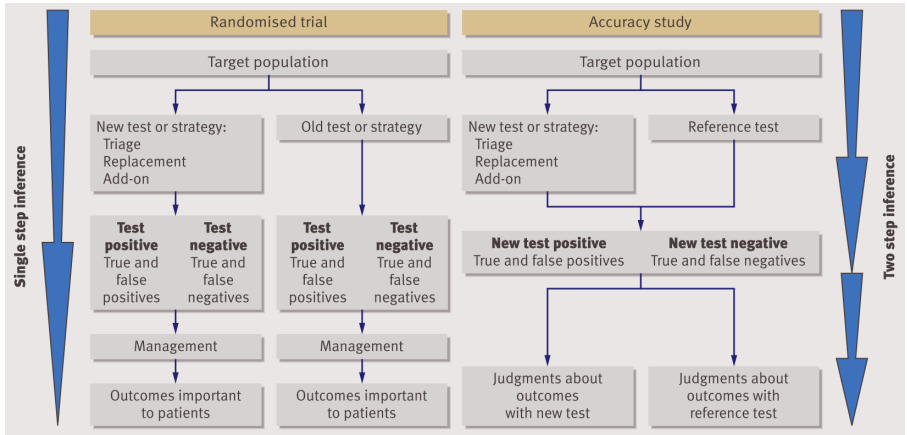 Randomised trial
Accuracy study
Target population
Target population
New test or strategy:
Triage
Replacement
Add-on
Old test or strategy
New test or strategy:
Triage
Replacement
Add-on
Reference test
Test
positive
True and
false
positives
Test
negative
True and
false
negatives
Test
positive
True and
false
positives
Test
negative
True and
false
negatives
New test positive
True and false positives
New test negative
True and false negatives
Management
Management
Outcomes important
to patients
Outcomes important
to patients
Judgments about
outcomes
with new test
Judgments about
outcomes with
reference test
Single step inference
Two step inference